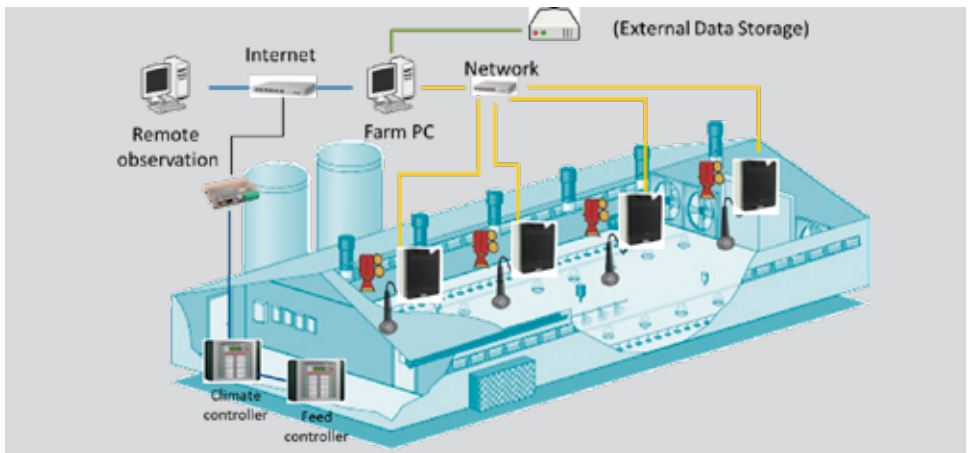 (External Data Storage)
Internet
Network
Remote
observation
Farm PC
Climate
controller
Feed
controller